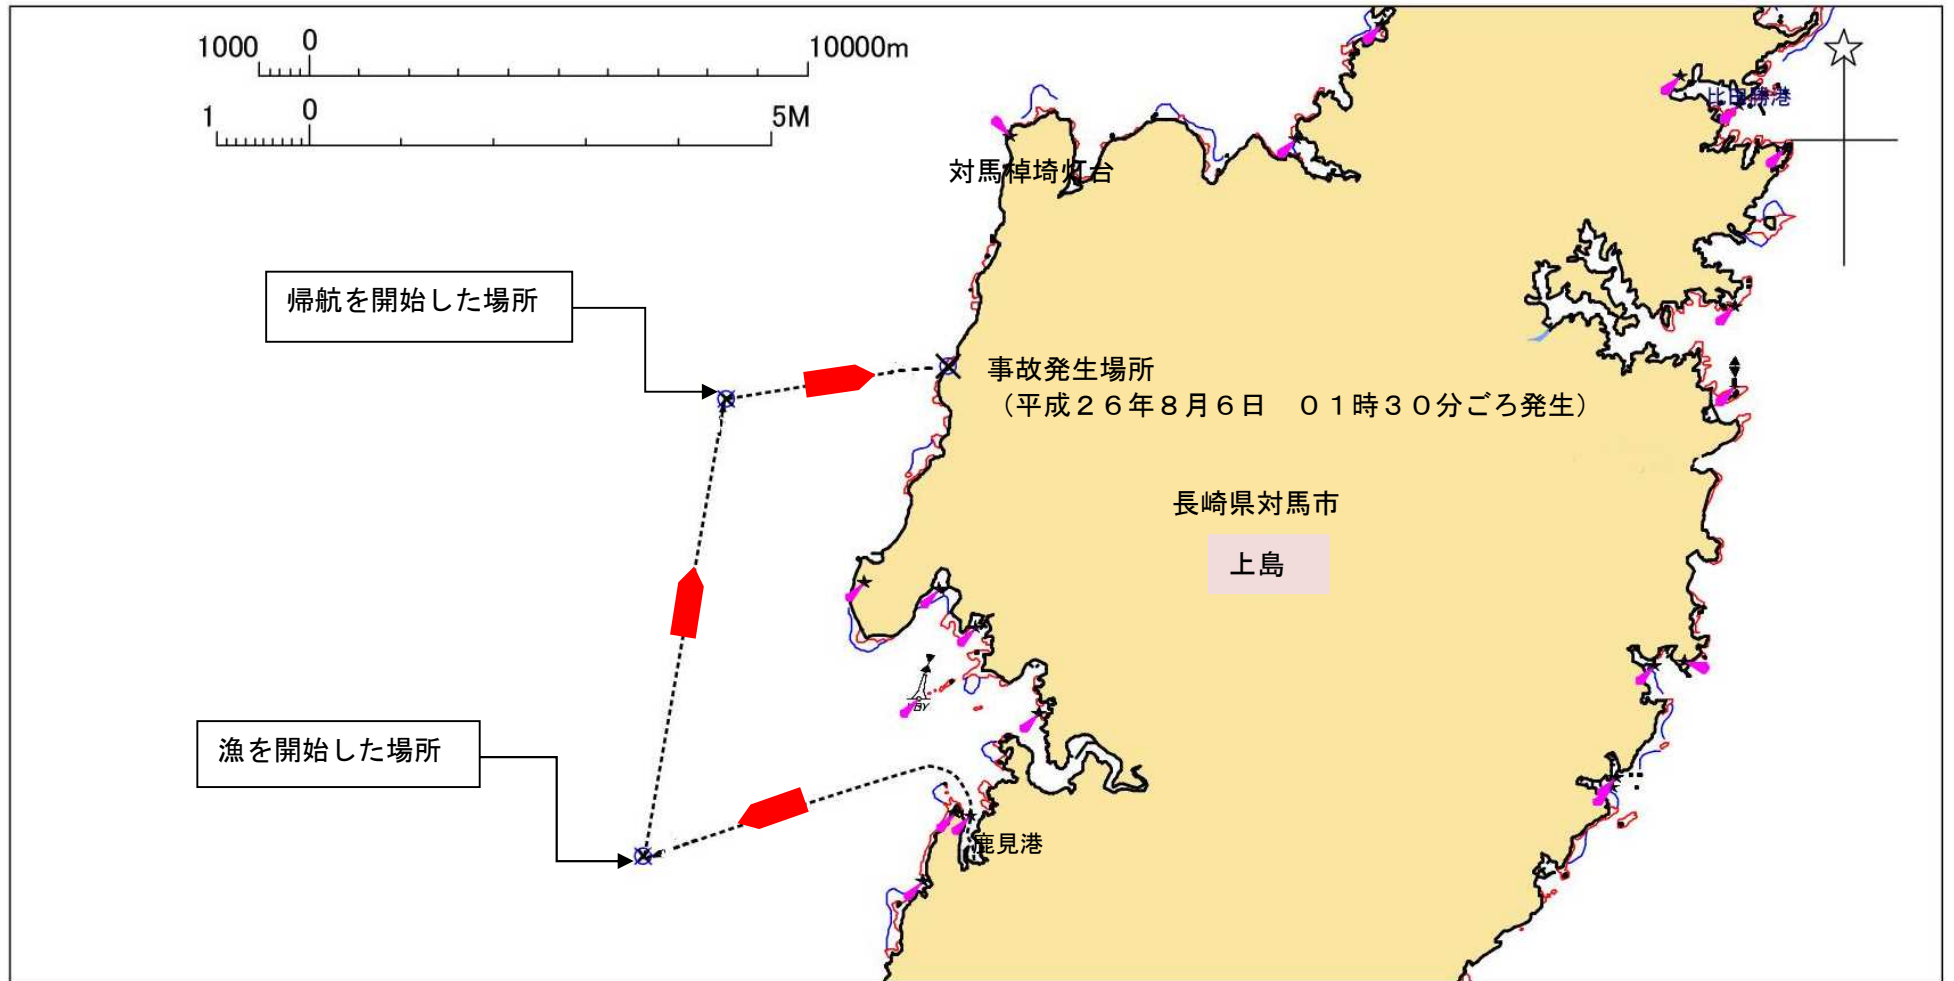 1000 0 10000m
1 0 5M
比田勝港
対馬棹埼灯台
帰航を開始した場所
事故発生場所
（平成２６年８月６日 ０１時３０分ごろ発生）
長崎県対馬市
上島
漁を開始した場所
鹿見港